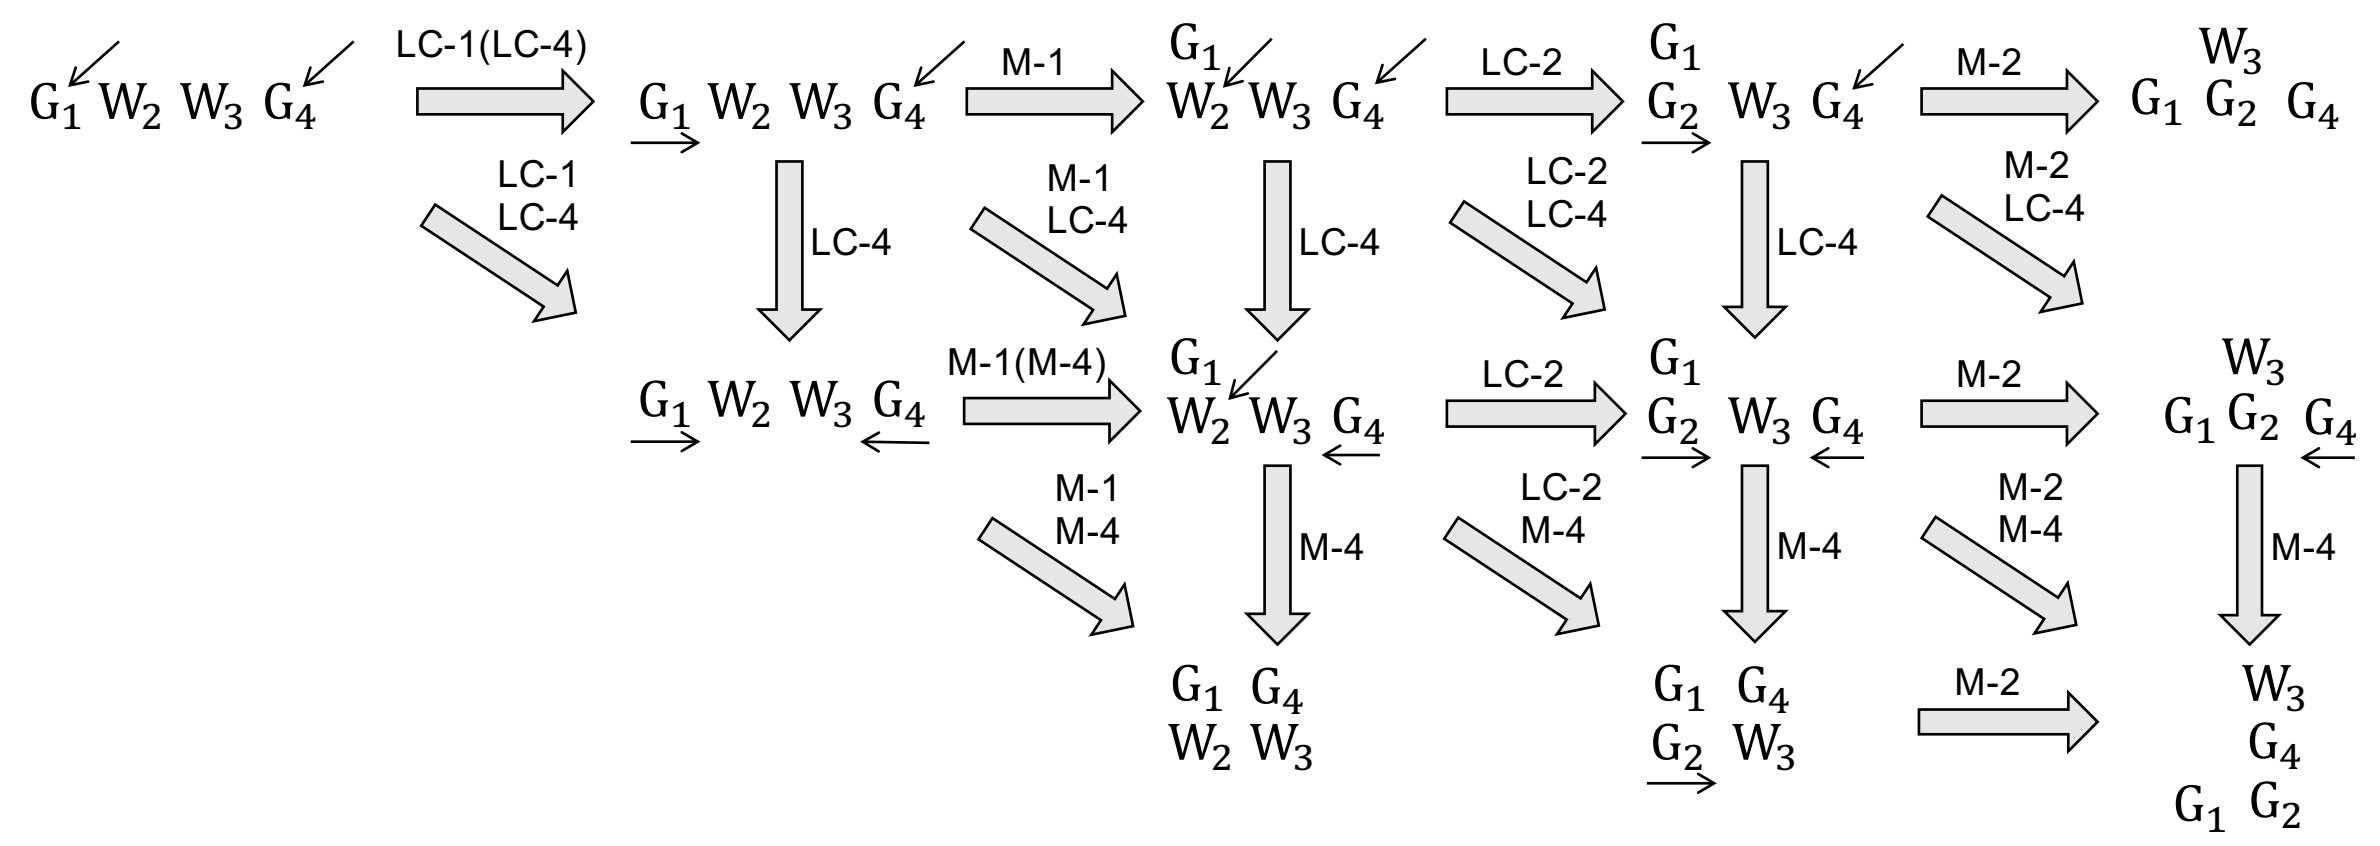 G₁ W₂ W₃ G₄
LC-1(LC-4)
G₁ W₂ W₃ G₄
M-1
G₁
W₂ W₃ G₄
LC-2
G₁
G₂ W₃ G₄
M-2
W₃
G₁ G₂ G₄
LC-1
LC-4
LC-4
M-1
LC-4
LC-4
LC-2
LC-4
LC-4
M-2
LC-4
G₁ W₂ W₃ G₄
M-1(M-4)
G₁
W₂ W₃ G₄
LC-2
G₁
G₂ W₃ G₄
M-2
W₃
G₁ G₂ G₄
M-1
M-4
M-4
LC-2
M-4
M-4
M-2
M-4
M-4
G₁ G₄
W₂ W₃
G₁ G₄
G₂ W₃
M-2
W₃
G₄
G₁ G₂